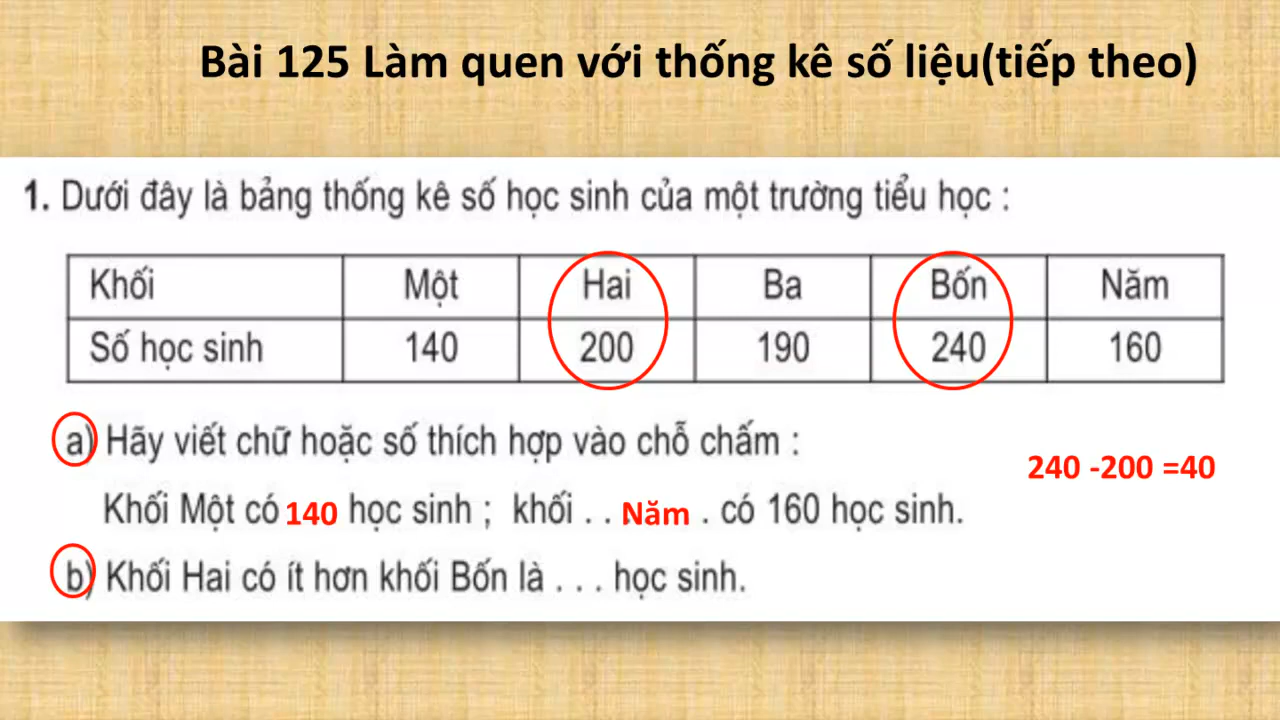 Bài 125 Làm quen với thống kê số liệu(tiếp theo)
1. Dưới đây là bảng thống kê số học sinh của một trường tiểu học :
Khối Một Hai Ba Bốn Năm
Số học sinh 140 200 190 240 160
a) Hãy viết chữ hoặc số thích hợp vào chỗ chấm :
240 -200 =40
Khối Một có 140 học sinh ; khối . . Năm . có 160 học sinh.
b) Khối Hai có ít hơn khối Bốn là . . . học sinh.